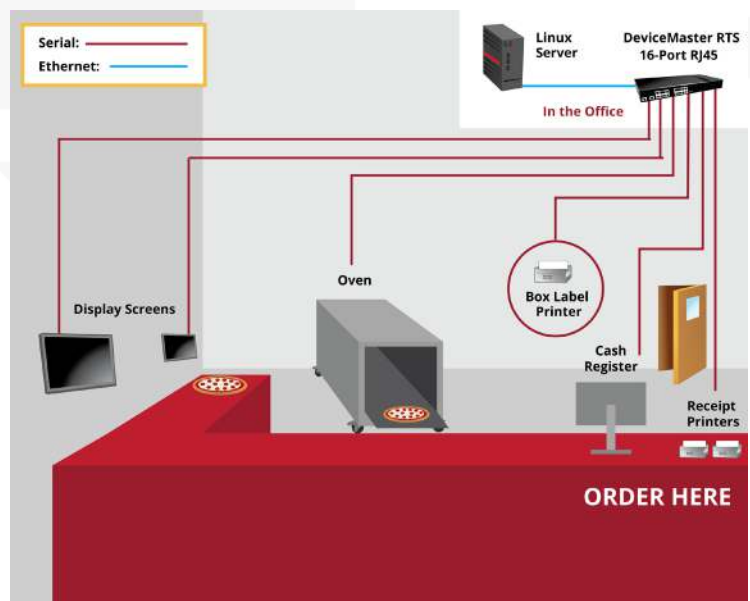 Serial:
Ethernet:
Linux
Server
DeviceMaster RTS
16-Port RJ45
In the Office
Oven
Display Screens
Box Label
Printer
Cash
Register
Receipt
Printers
ORDER HERE